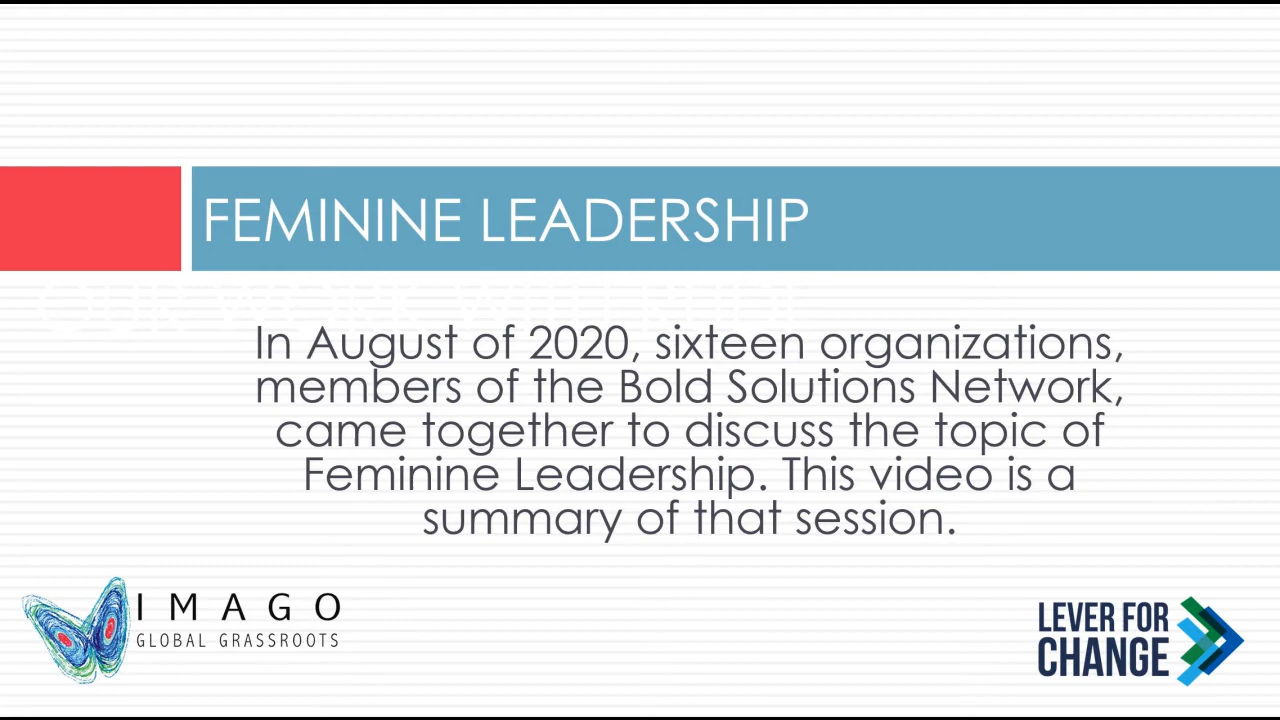 FEMININE LEADERSHIP
In August of 2020, sixteen organizations,
members of the Bold Solutions Network,
came together to discuss the topic of
Feminine Leadership. This video is a
summary of that session.
IMAGO
GLOBAL GRASSROOTS
LEVER FOR
CHANGE